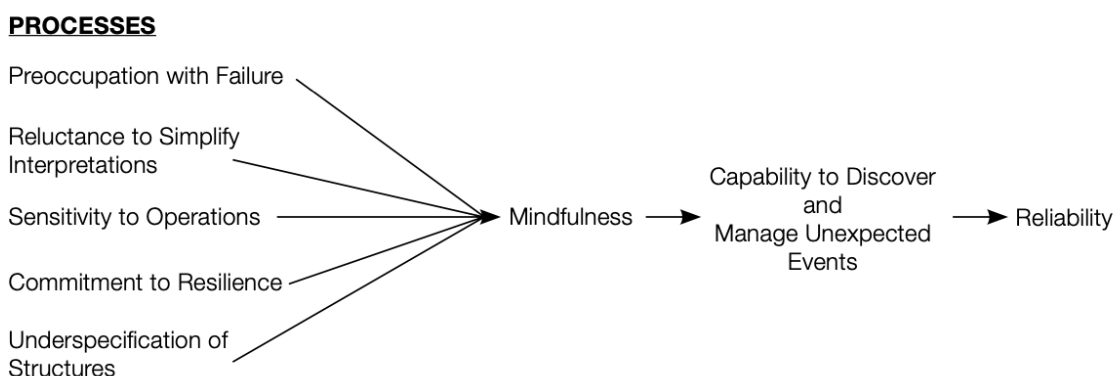 PROCESSES
Preoccupation with Failure
Reluctance to Simplify
Interpretations
Sensitivity to Operations
Commitment to Resilience
Underspecification of
Structures
Mindfulness
Capability to Discover
and
Manage Unexpected
Events
Reliability